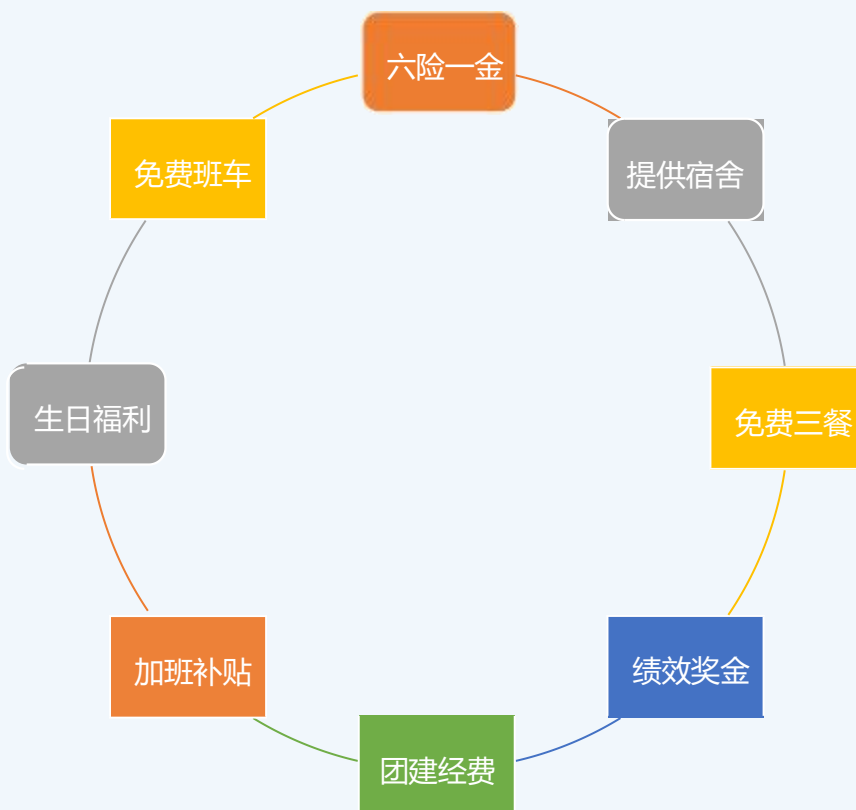 六险一金
提供宿舍
免费三餐
绩效奖金
团建经费
加班补贴
生日福利
免费班车